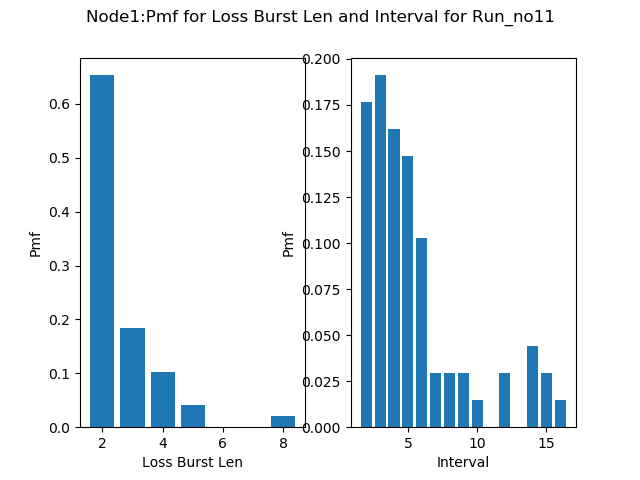 Node1:Pmf for Loss Burst Len and Interval for Run_no11
Pmf
0.6
0.5
0.4
0.3
0.2
0.1
0.0
2 4 6 8
Loss Burst Len
Pmf
0.200
0.175
0.150
0.125
0.100
0.075
0.050
0.025
0.000
5 10 15
Interval